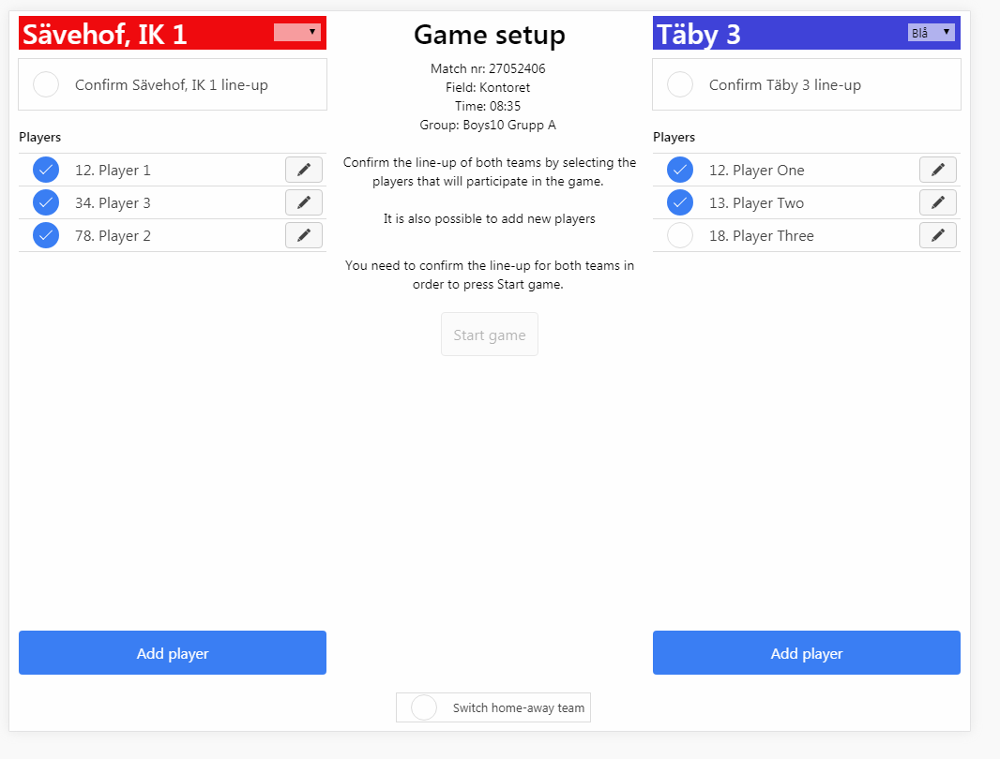 Sävehof, IK 1
Confirm Sävehof, IK 1 line-up
Players
12. Player 1
34. Player 3
78. Player 2
Add player
Game setup
Match nr: 27052406
Field: Kontoret
Time: 08:35
Group: Boys10 Grupp A
Confirm the line-up of both teams by selecting the
players that will participate in the game.
It is also possible to add new players
You need to confirm the line-up for both teams in
order to press Start game.
Start game
Täby 3
Blå
Confirm Täby 3 line-up
Players
12. Player One
13. Player Two
18. Player Three
Add player
Switch home-away team